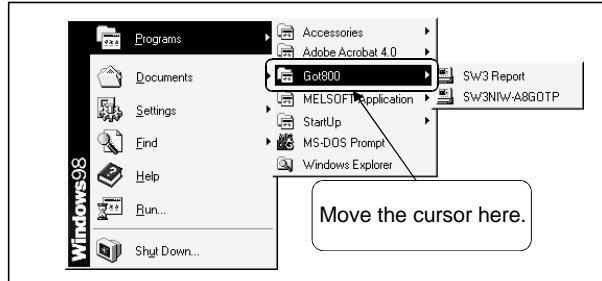 Programs
Documents
Settings
Find
Help
Run...
Shut Down...
Windows98
Accessories
Adobe Acrobat 4.0
Got800
MELSOFT Application
StartUp
MS-DOS Prompt
Windows Explorer
SW3 Report
SW3NIW-A8GOTP
Move the cursor here.